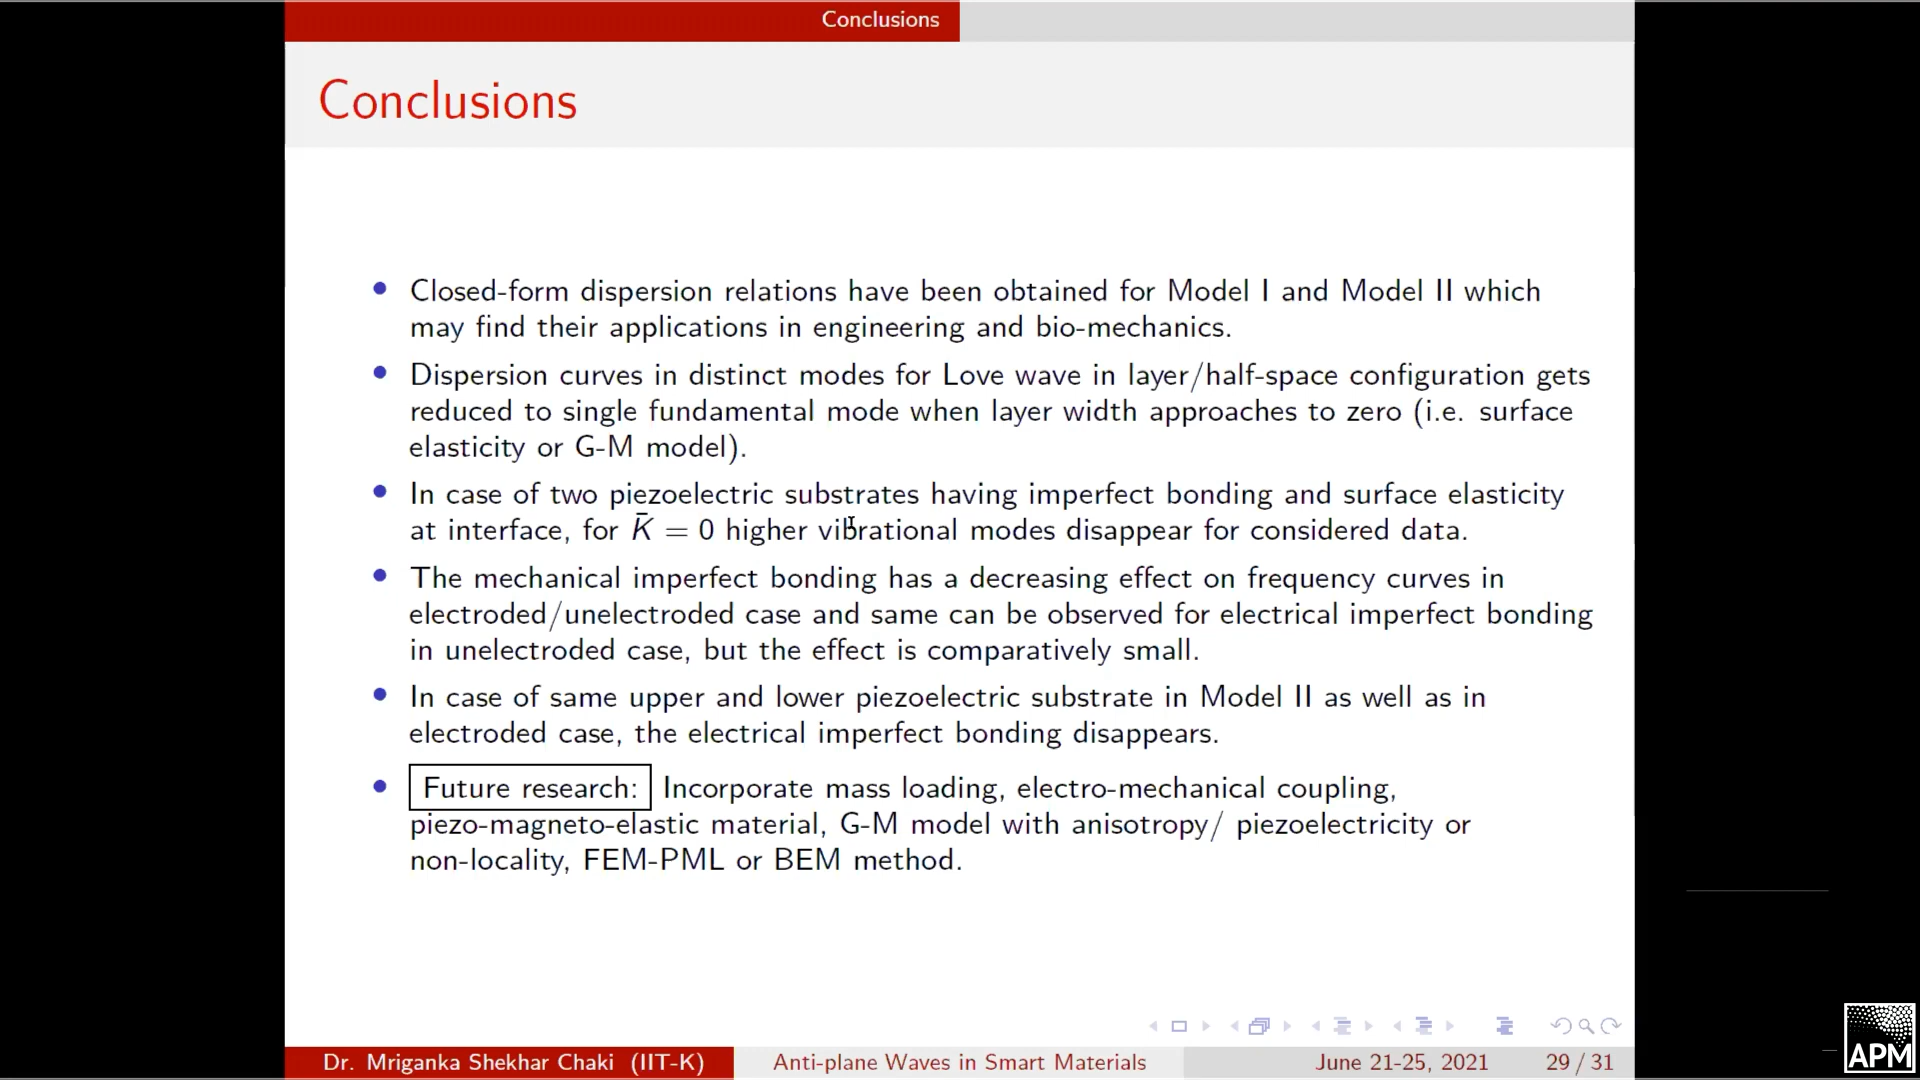 Conclusions
Conclusions
• Closed-form dispersion relations have been obtained for Model I and Model II which
may find their applications in engineering and bio-mechanics.
• Dispersion curves in distinct modes for Love wave in layer/half-space configuration gets
reduced to single fundamental mode when layer width approaches to zero (i.e. surface
elasticity or G-M model).
• In case of two piezoelectric substrates having imperfect bonding and surface elasticity
at interface, for K̄ = 0 higher vibrational modes disappear for considered data.
• The mechanical imperfect bonding has a decreasing effect on frequency curves in
electroded/unelectroded case and same can be observed for electrical imperfect bonding
in unelectroded case, but the effect is comparatively small.
• In case of same upper and lower piezoelectric substrate in Model II as well as in
electroded case, the electrical imperfect bonding disappears.
• Future research: Incorporate mass loading, electro-mechanical coupling,
piezo-magneto-elastic material, G-M model with anisotropy/ piezoelectricity or
non-locality, FEM-PML or BEM method.
Dr. Mriganka Shekhar Chaki (IIT-K) Anti-plane Waves in Smart Materials June 21-25, 2021 29 / 31
APM